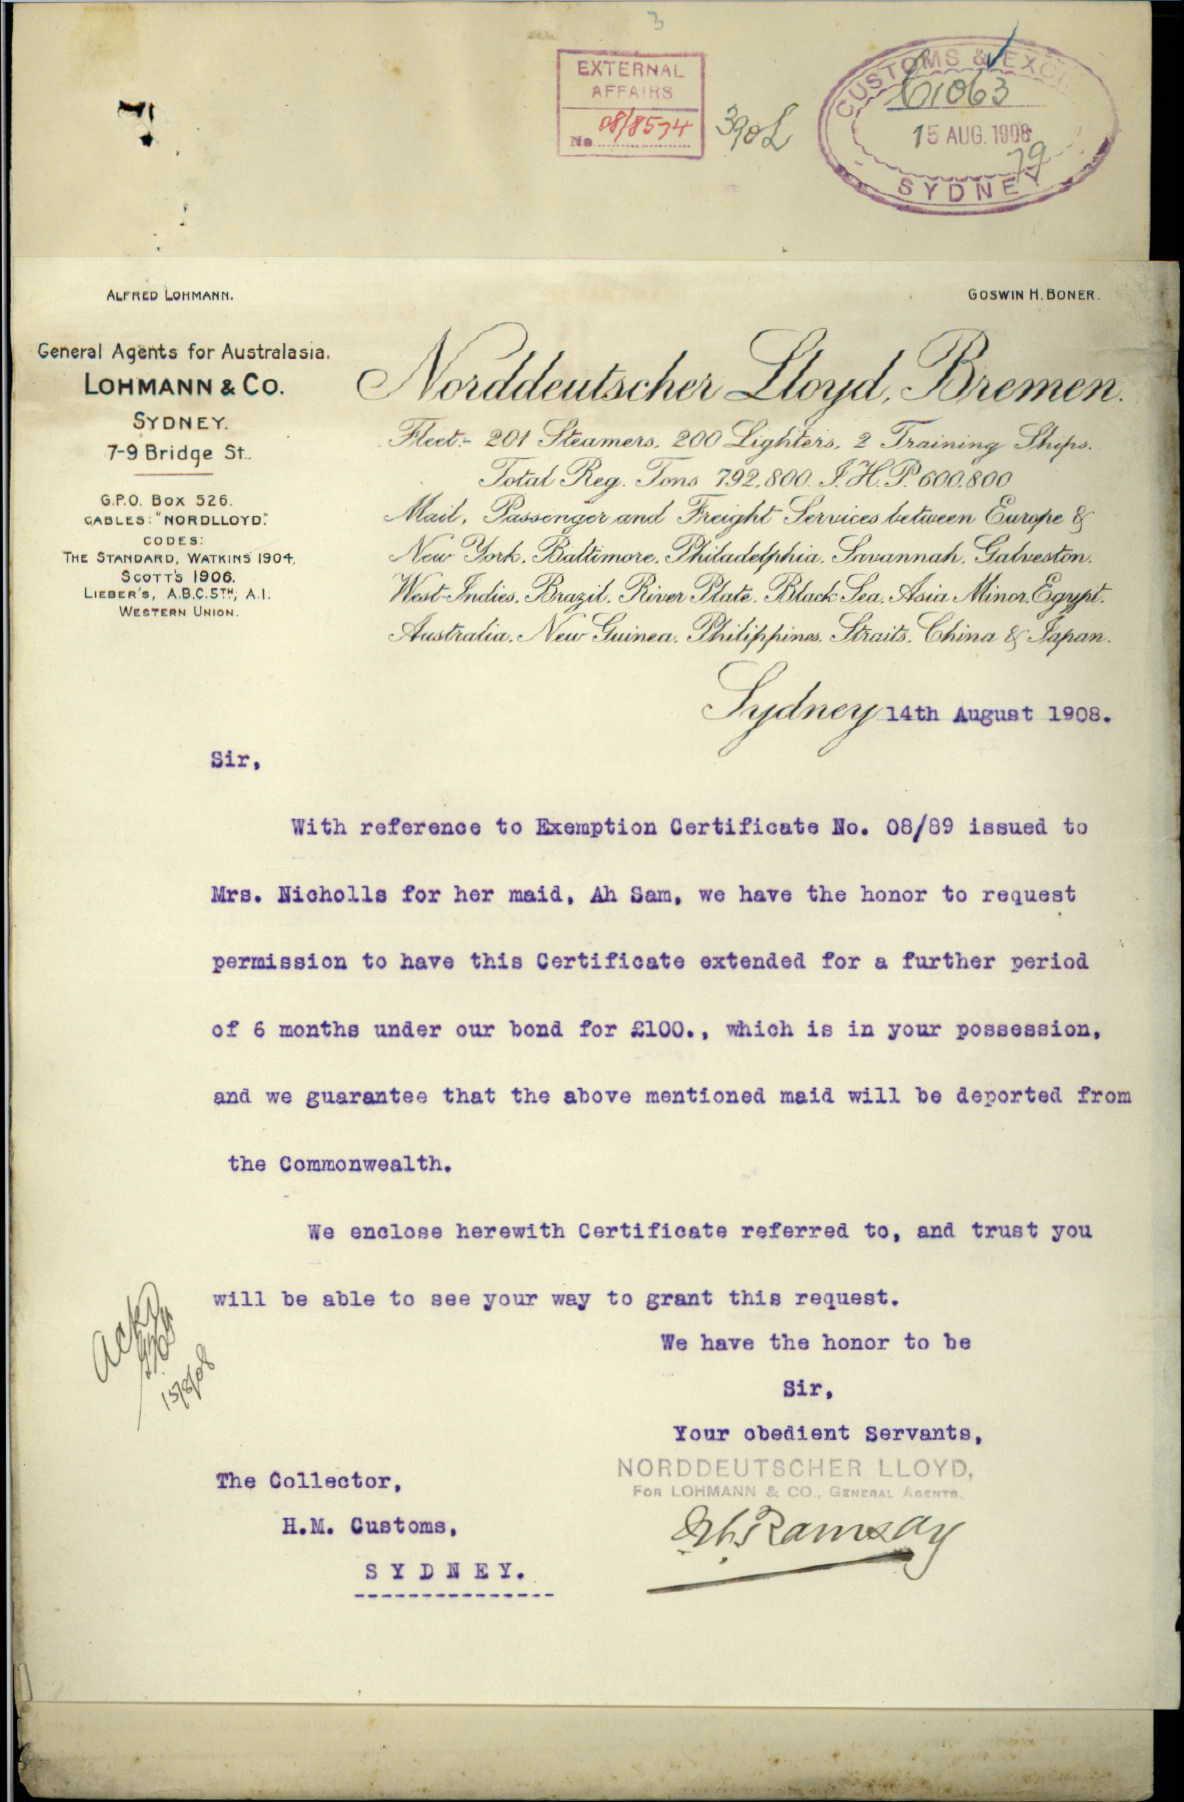 3
EXTERNAL
AFFAIRS
No 08/8574
390L
CUSTOMS & EXC
61063
15 AUG. 1908
79
SYDNEY
ALFRED LOHMANN.
GOSWIN H. BONER.
General Agents for Australasia.
LOHMANN & CO.
SYDNEY.
7-9 Bridge St.
G.P.O. BOX 526.
CABLES: "NORDLLOYD."
CODES:
THE STANDARD, WATKINS 1904,
SCOTT'S 1906.
LIEBER'S, A.B.C. 5TH, A.I.
WESTERN UNION.
Norddeutscher Lloyd, Bremen.
Fleet:- 201 Steamers. 200 Lighters. 2 Training Ships.
Total Reg. Tons 792.800. I.H.P. 600.800
Mail, Passenger and Freight Services between Europe &
New York. Baltimore. Philadelphia. Savannah. Galveston.
West-Indies. Brazil. River Plate. Black Sea. Asia Minor. Egypt.
Australia. New Guinea. Philippines. Straits. China & Japan.
Sydney 14th August 1908.
Sir,
With reference to Exemption Certificate No. 08/89 issued to
Mrs. Nicholls for her maid, Ah Sam, we have the honor to request
permission to have this Certificate extended for a further period
of 6 months under our bond for £100., which is in your possession,
and we guarantee that the above mentioned maid will be deported from
the Commonwealth.
We enclose herewith Certificate referred to, and trust you
will be able to see your way to grant this request.
We have the honor to be
Sir,
Your obedient Servants,
NORDDEUTSCHER LLOYD,
FOR LOHMANN & CO., GENERAL AGENTS.
Ramsay
The Collector,
H.M. Customs,
SYDNEY.
Ackd
15/8/08